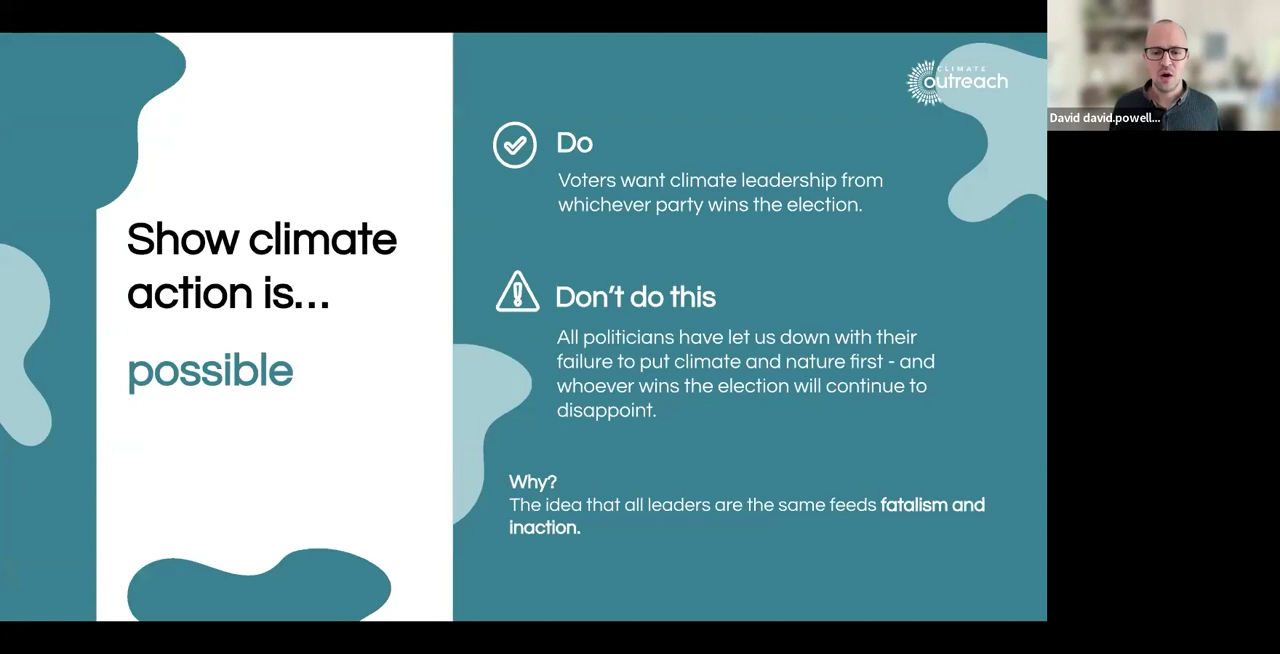 Show climate
action is...
possible
CLIMATE
outreach
Do
Voters want climate leadership from
whichever party wins the election.
Don't do this
All politicians have let us down with their
failure to put climate and nature first - and
whoever wins the election will continue to
disappoint.
Why?
The idea that all leaders are the same feeds fatalism and
inaction.
David david.powell...